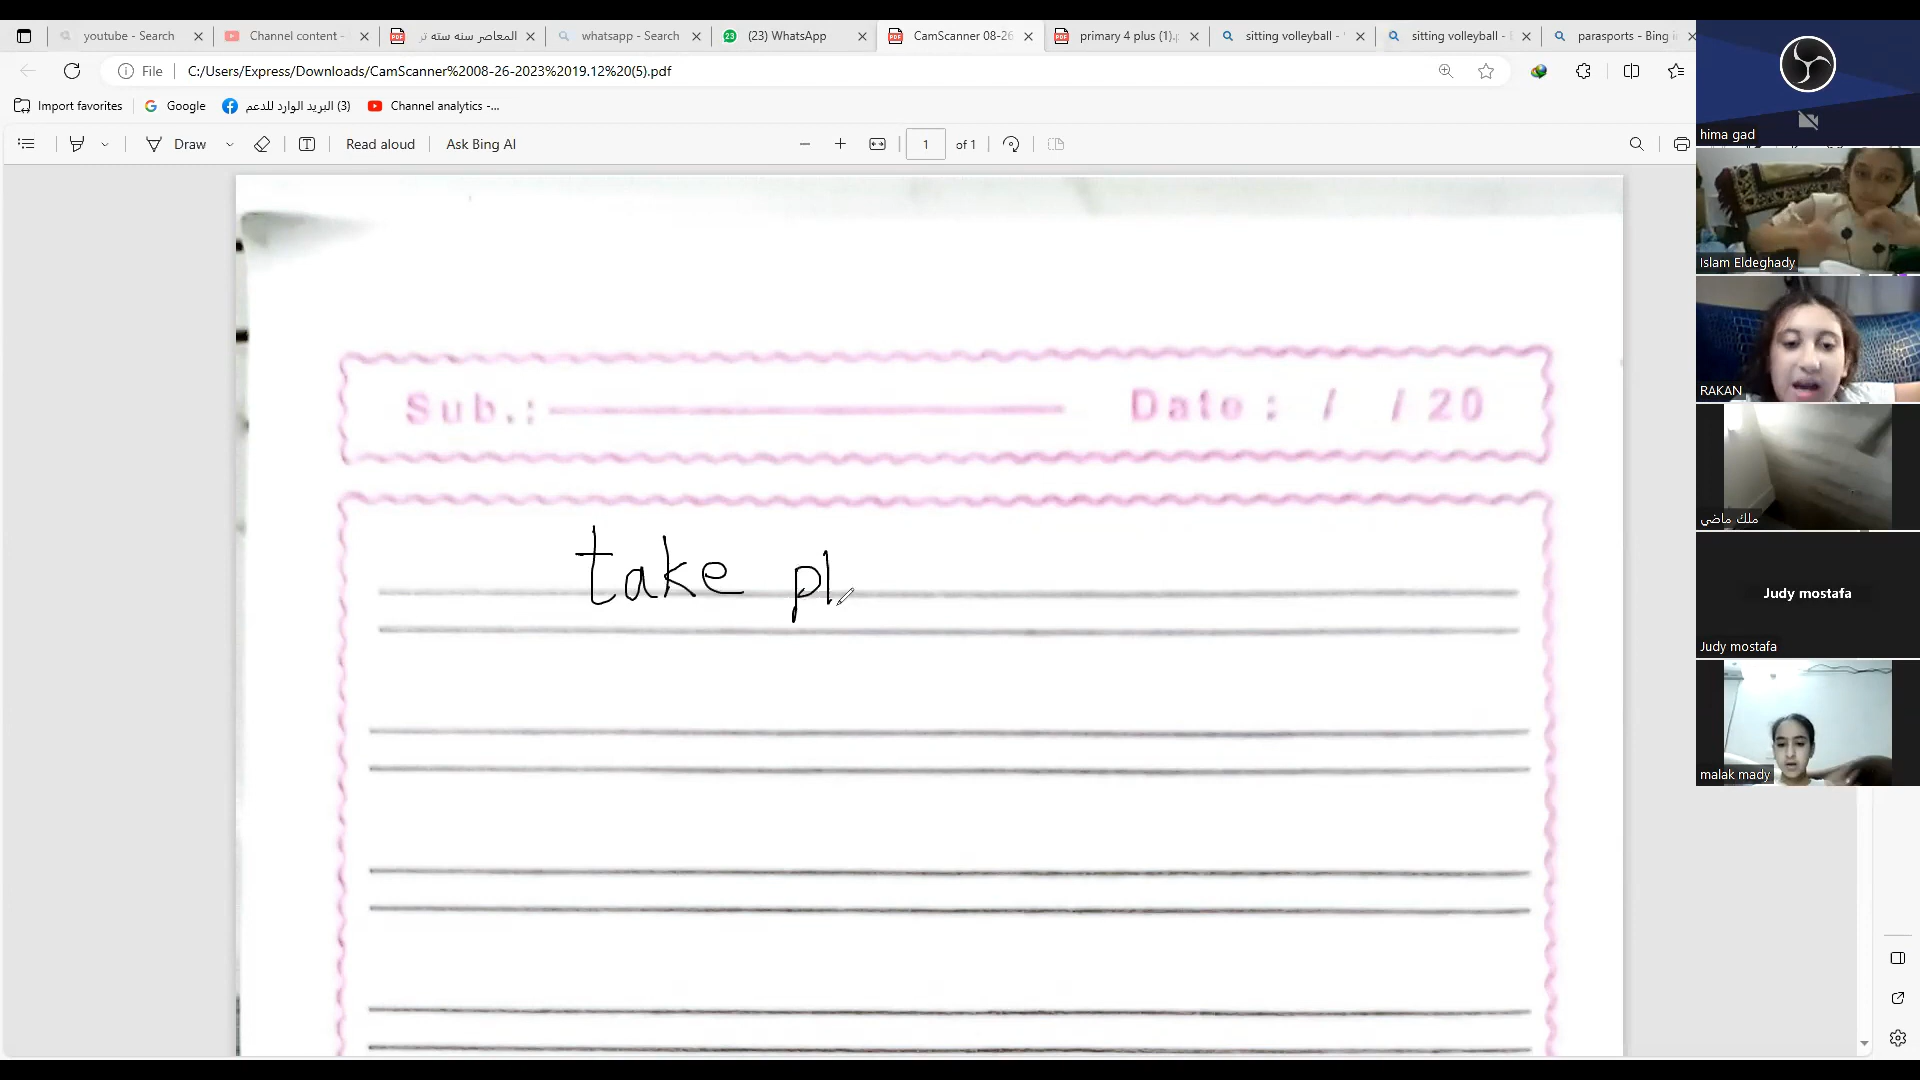 youtube - Search
Channel content -
المعاصر سنه سته تر
whatsapp - Search
(23) WhatsApp
CamScanner 08-26
primary 4 plus (1).
sitting volleyball -
sitting volleyball -
parasports - Bing i
File
C:/Users/Express/Downloads/CamScanner%2008-26-2023%2019.12%20(5).pdf
Import favorites
Google
(3) البريد الوارد للدعم
Channel analytics -...
Draw
Read aloud
Ask Bing AI
1
of 1
Sub.:
Date: / / 20
take pl
hima gad
Islam Eldeghady
RAKAN
ملك ماضي
Judy mostafa
Judy mostafa
malak mady